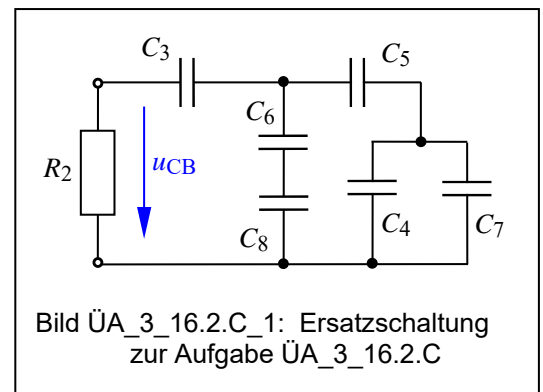 C3
C5
C6
R2
uCB
C8
C4
C7
Bild ÜA_3_16.2.C_1: Ersatzschaltung
zur Aufgabe ÜA_3_16.2.C